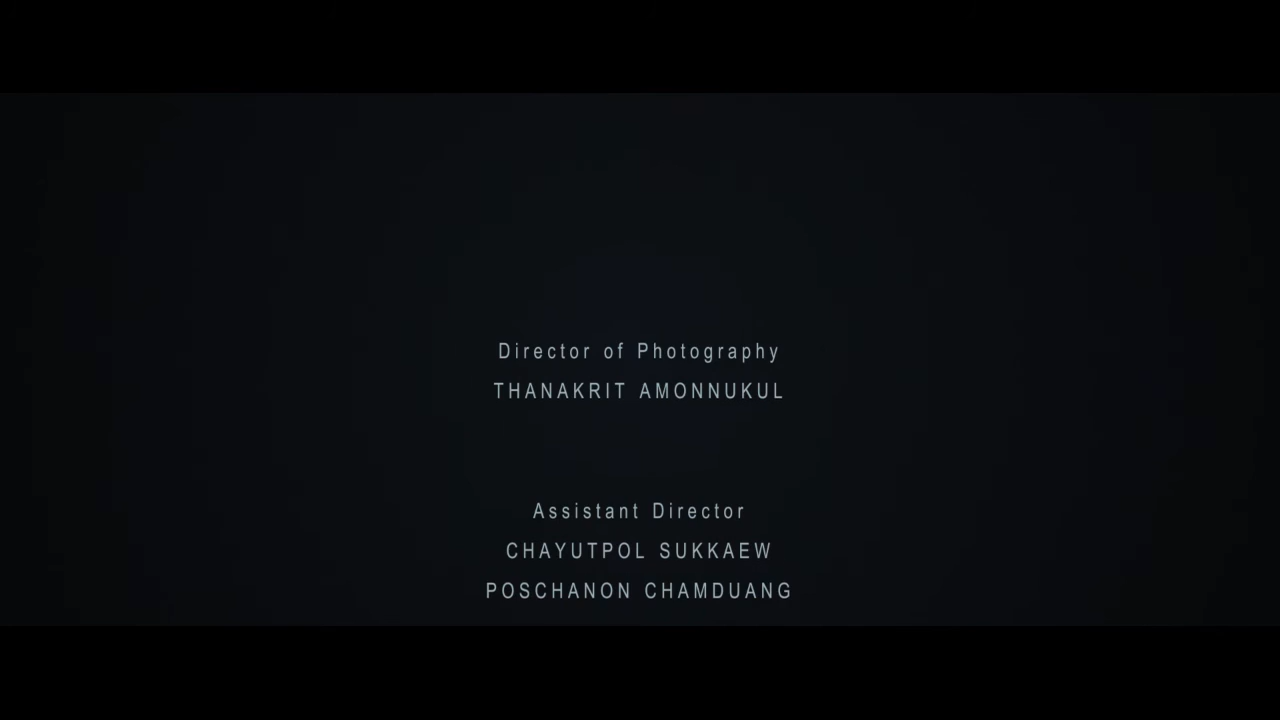 Director of Photography
THANAKRIT AMONNUKUL
Assistant Director
CHAYUTPOL SUKKAEW
POSCHANON CHAMDUANG